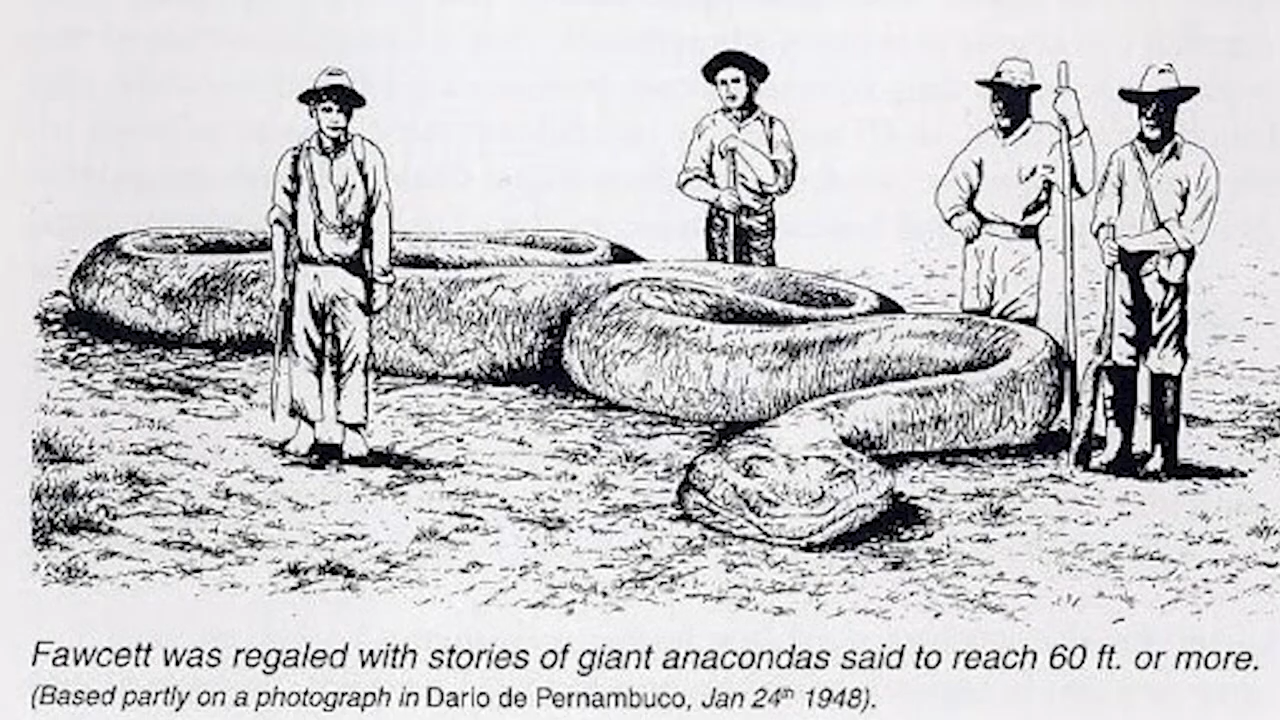 Fawcett was regaled with stories of giant anacondas said to reach 60 ft. or more.
(Based partly on a photograph in Dario de Pernambuco, Jan 24th 1948).